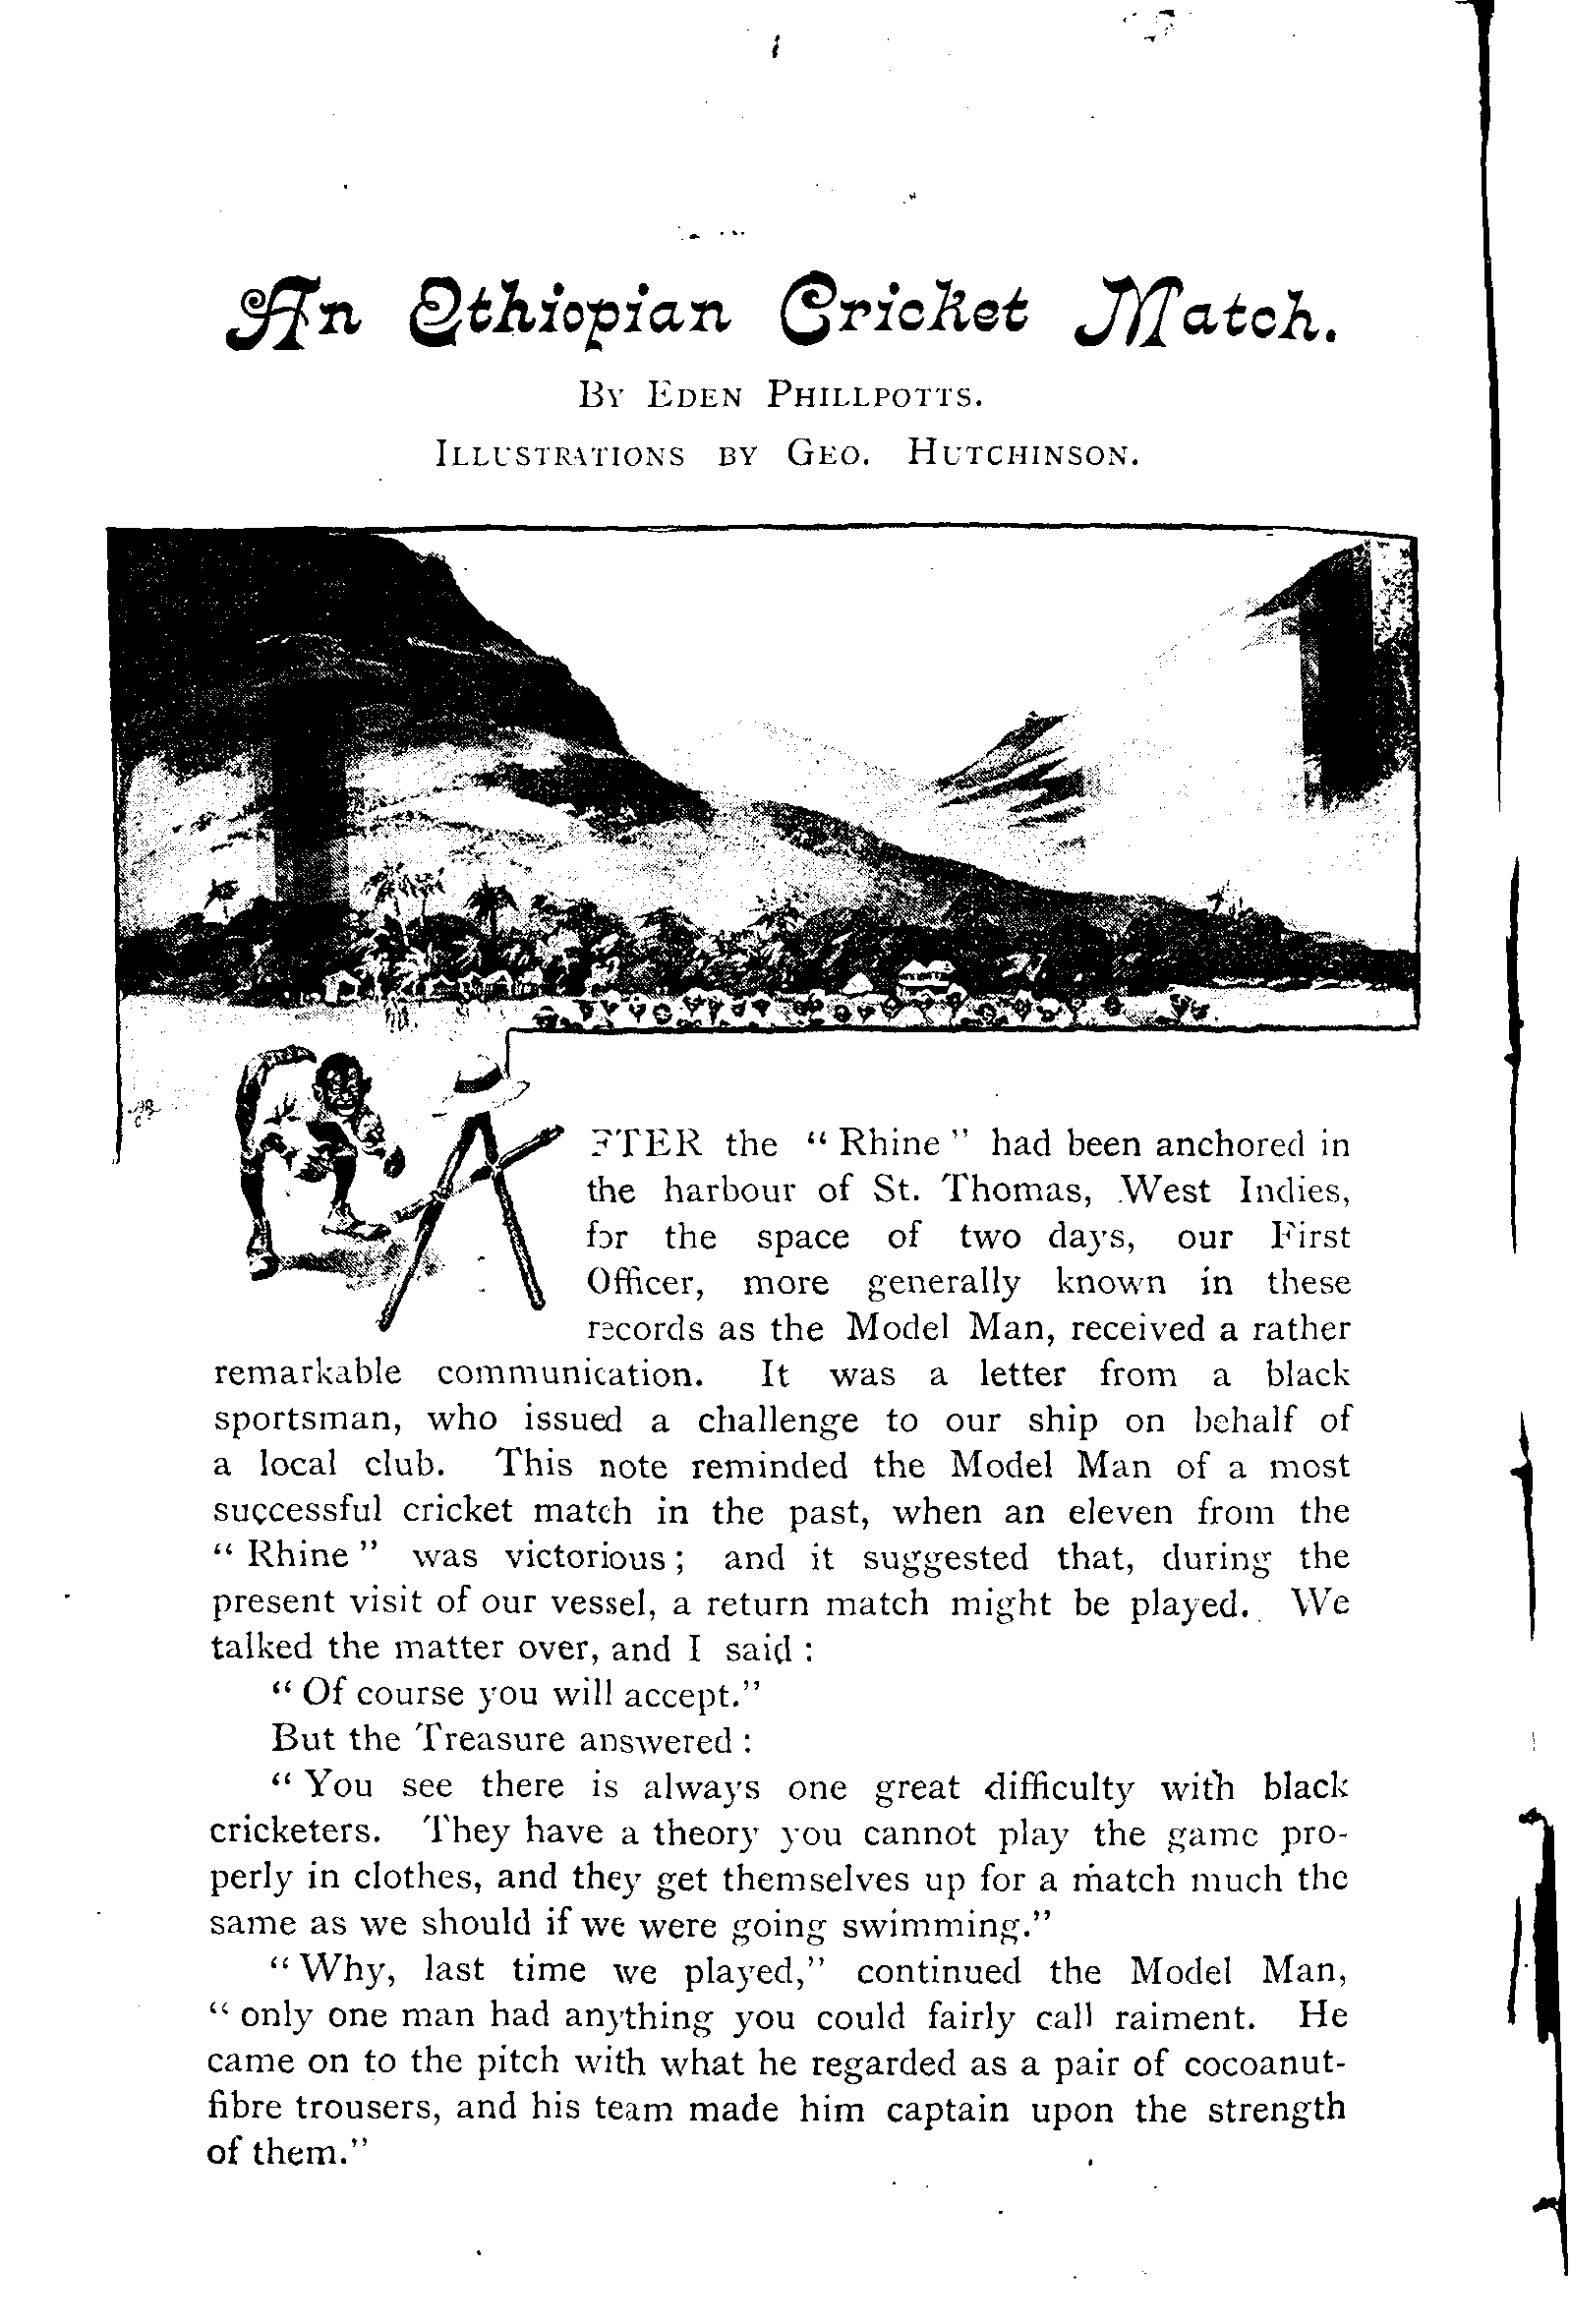 An Ethiopian Cricket Match.
By Eden Phillpotts.
Illustrations by Geo. Hutchinson.
AFTER the “Rhine” had been anchored in
the harbour of St. Thomas, West Indies,
for the space of two days, our First
Officer, more generally known in these
records as the Model Man, received a rather
remarkable communication. It was a letter from a black
sportsman, who issued a challenge to our ship on behalf of
a local club. This note reminded the Model Man of a most
successful cricket match in the past, when an eleven from the
“Rhine” was victorious; and it suggested that, during the
present visit of our vessel, a return match might be played. We
talked the matter over, and I said:
“Of course you will accept.”
But the Treasure answered:
“You see there is always one great difficulty with black
cricketers. They have a theory you cannot play the game pro-
perly in clothes, and they get themselves up for a match much the
same as we should if we were going swimming.”
“Why, last time we played,” continued the Model Man,
“only one man had anything you could fairly call raiment. He
came on to the pitch with what he regarded as a pair of cocoanut-
fibre trousers, and his team made him captain upon the strength
of them.”